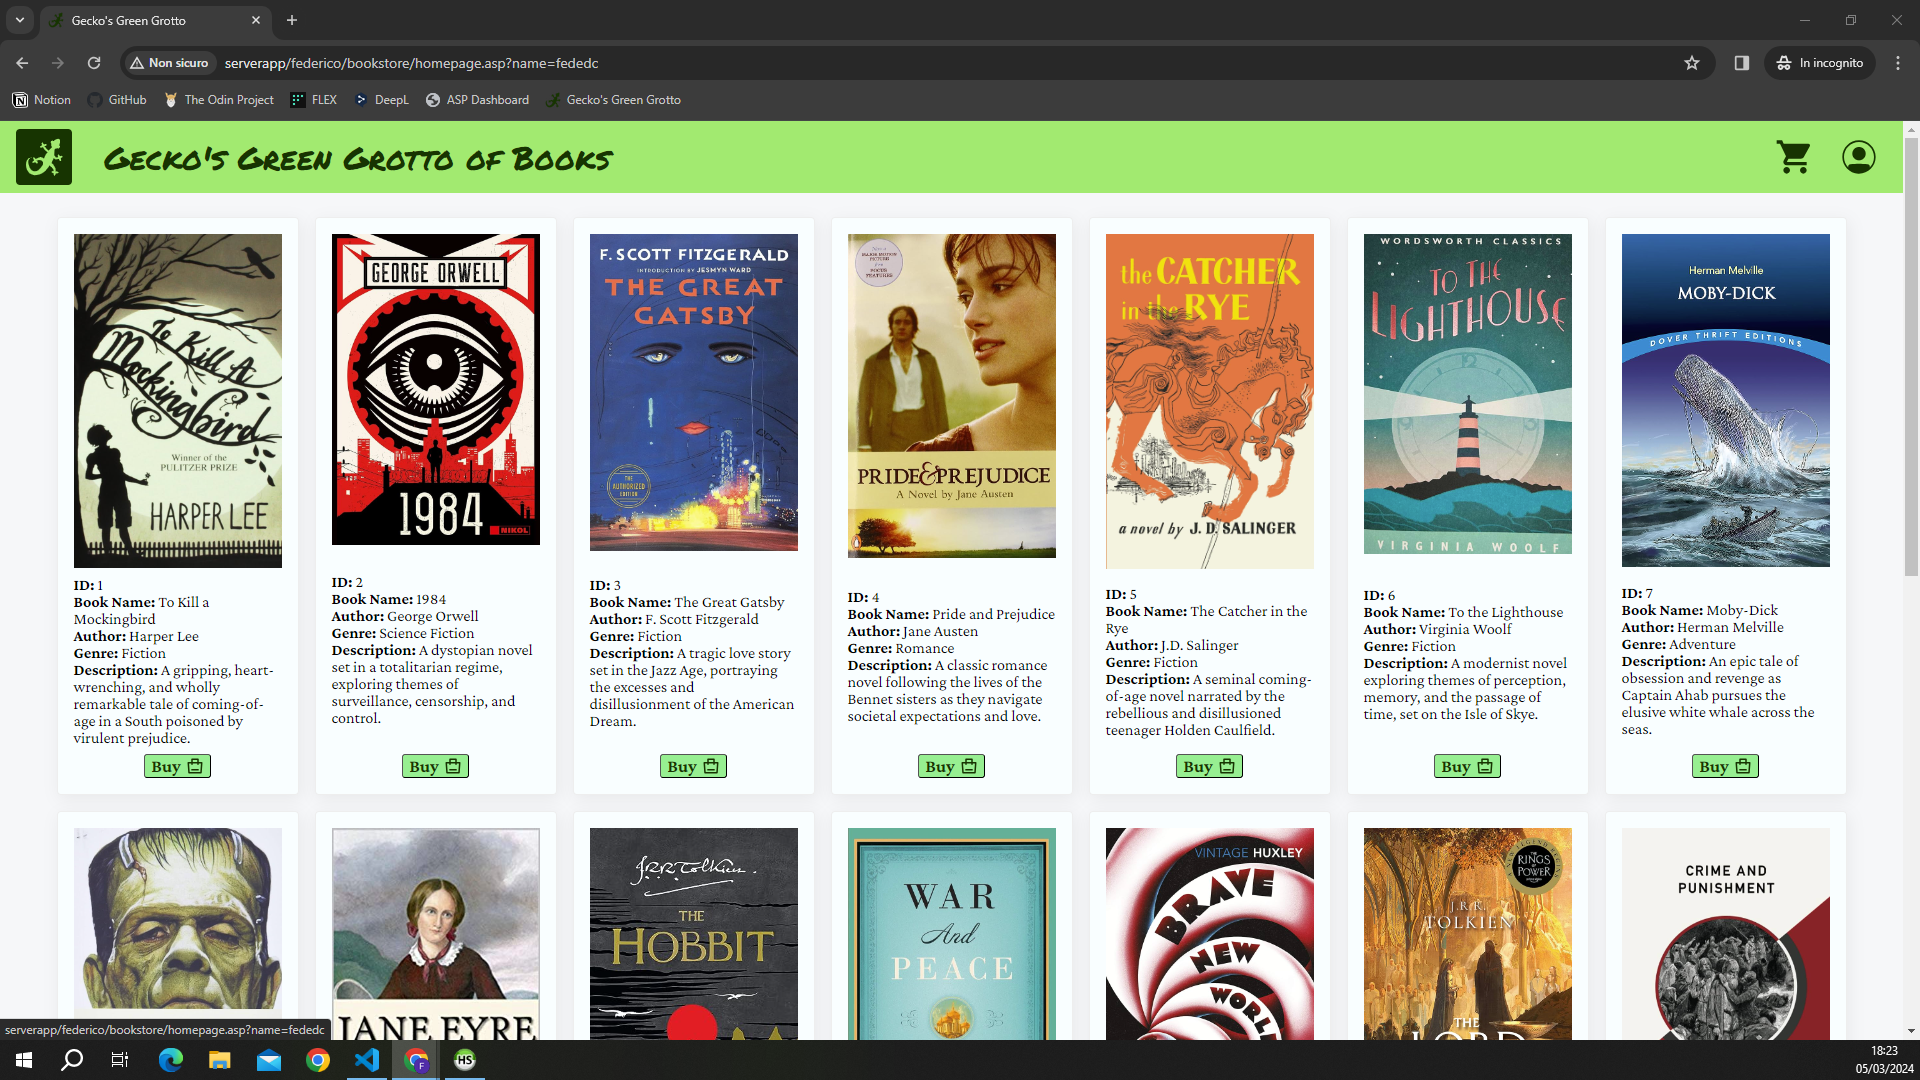 Gecko's Green Grotto
Non sicuro
serverapp/federico/bookstore/homepage.asp?name=fededc
In incognito
Notion
GitHub
The Odin Project
FLEX
DeepL
ASP Dashboard
Gecko's Green Grotto
Gecko's Green Grotto of Books
To Kill A
Mockingbird
Winner of the
PULITZER PRIZE
HARPER LEE
ID: 1
Book Name: To Kill a
Mockingbird
Author: Harper Lee
Genre: Fiction
Description: A gripping, heart-
wrenching, and wholly
remarkable tale of coming-of-
age in a South poisoned by
virulent prejudice.
Buy
GEORGE ORWELL
1984
NIKOL
ID: 2
Book Name: 1984
Author: George Orwell
Genre: Science Fiction
Description: A dystopian novel
set in a totalitarian regime,
exploring themes of
surveillance, censorship, and
control.
Buy
F. SCOTT FITZGERALD
INTRODUCTION BY JESMYN WARD
THE GREAT
GATSBY
THE
AUTHORIZED
EDITION
ID: 3
Book Name: The Great Gatsby
Author: F. Scott Fitzgerald
Genre: Fiction
Description: A tragic love story
set in the Jazz Age, portraying
the excesses and
disillusionment of the American
Dream.
Buy
MAJOR MOTION
PICTURE
FOCUS
FEATURES
PRIDE & PREJUDICE
A Novel by Jane Austen
ID: 4
Book Name: Pride and Prejudice
Author: Jane Austen
Genre: Romance
Description: A classic romance
novel following the lives of the
Bennet sisters as they navigate
societal expectations and love.
Buy
the CATCHER
in the RYE
a novel by J. D. SALINGER
ID: 5
Book Name: The Catcher in the
Rye
Author: J.D. Salinger
Genre: Fiction
Description: A seminal coming-
of-age novel narrated by the
rebellious and disillusioned
teenager Holden Caulfield.
Buy
WORDSWORTH CLASSICS
TO THE
LIGHTHOUSE
VIRGINIA WOOLF
ID: 6
Book Name: To the Lighthouse
Author: Virginia Woolf
Genre: Fiction
Description: A modernist novel
exploring themes of perception,
memory, and the passage of
time, set on the Isle of Skye.
Buy
Herman Melville
MOBY-DICK
DOVER THRIFT EDITIONS
ID: 7
Book Name: Moby-Dick
Author: Herman Melville
Genre: Adventure
Description: An epic tale of
obsession and revenge as
Captain Ahab pursues the
elusive white whale across the
seas.
Buy
JANE EYRE
J.R.R. Tolkien
THE
HOBBIT
WAR
And
PEACE
VINTAGE HUXLEY
BRAVE
NEW
WORLD
THE
RINGS
OF
POWER
J.R.R.
TOLKIEN
THE
LORD
CRIME AND
PUNISHMENT
serverapp/federico/bookstore/homepage.asp?name=fededc
F
HS
18:23
05/03/2024